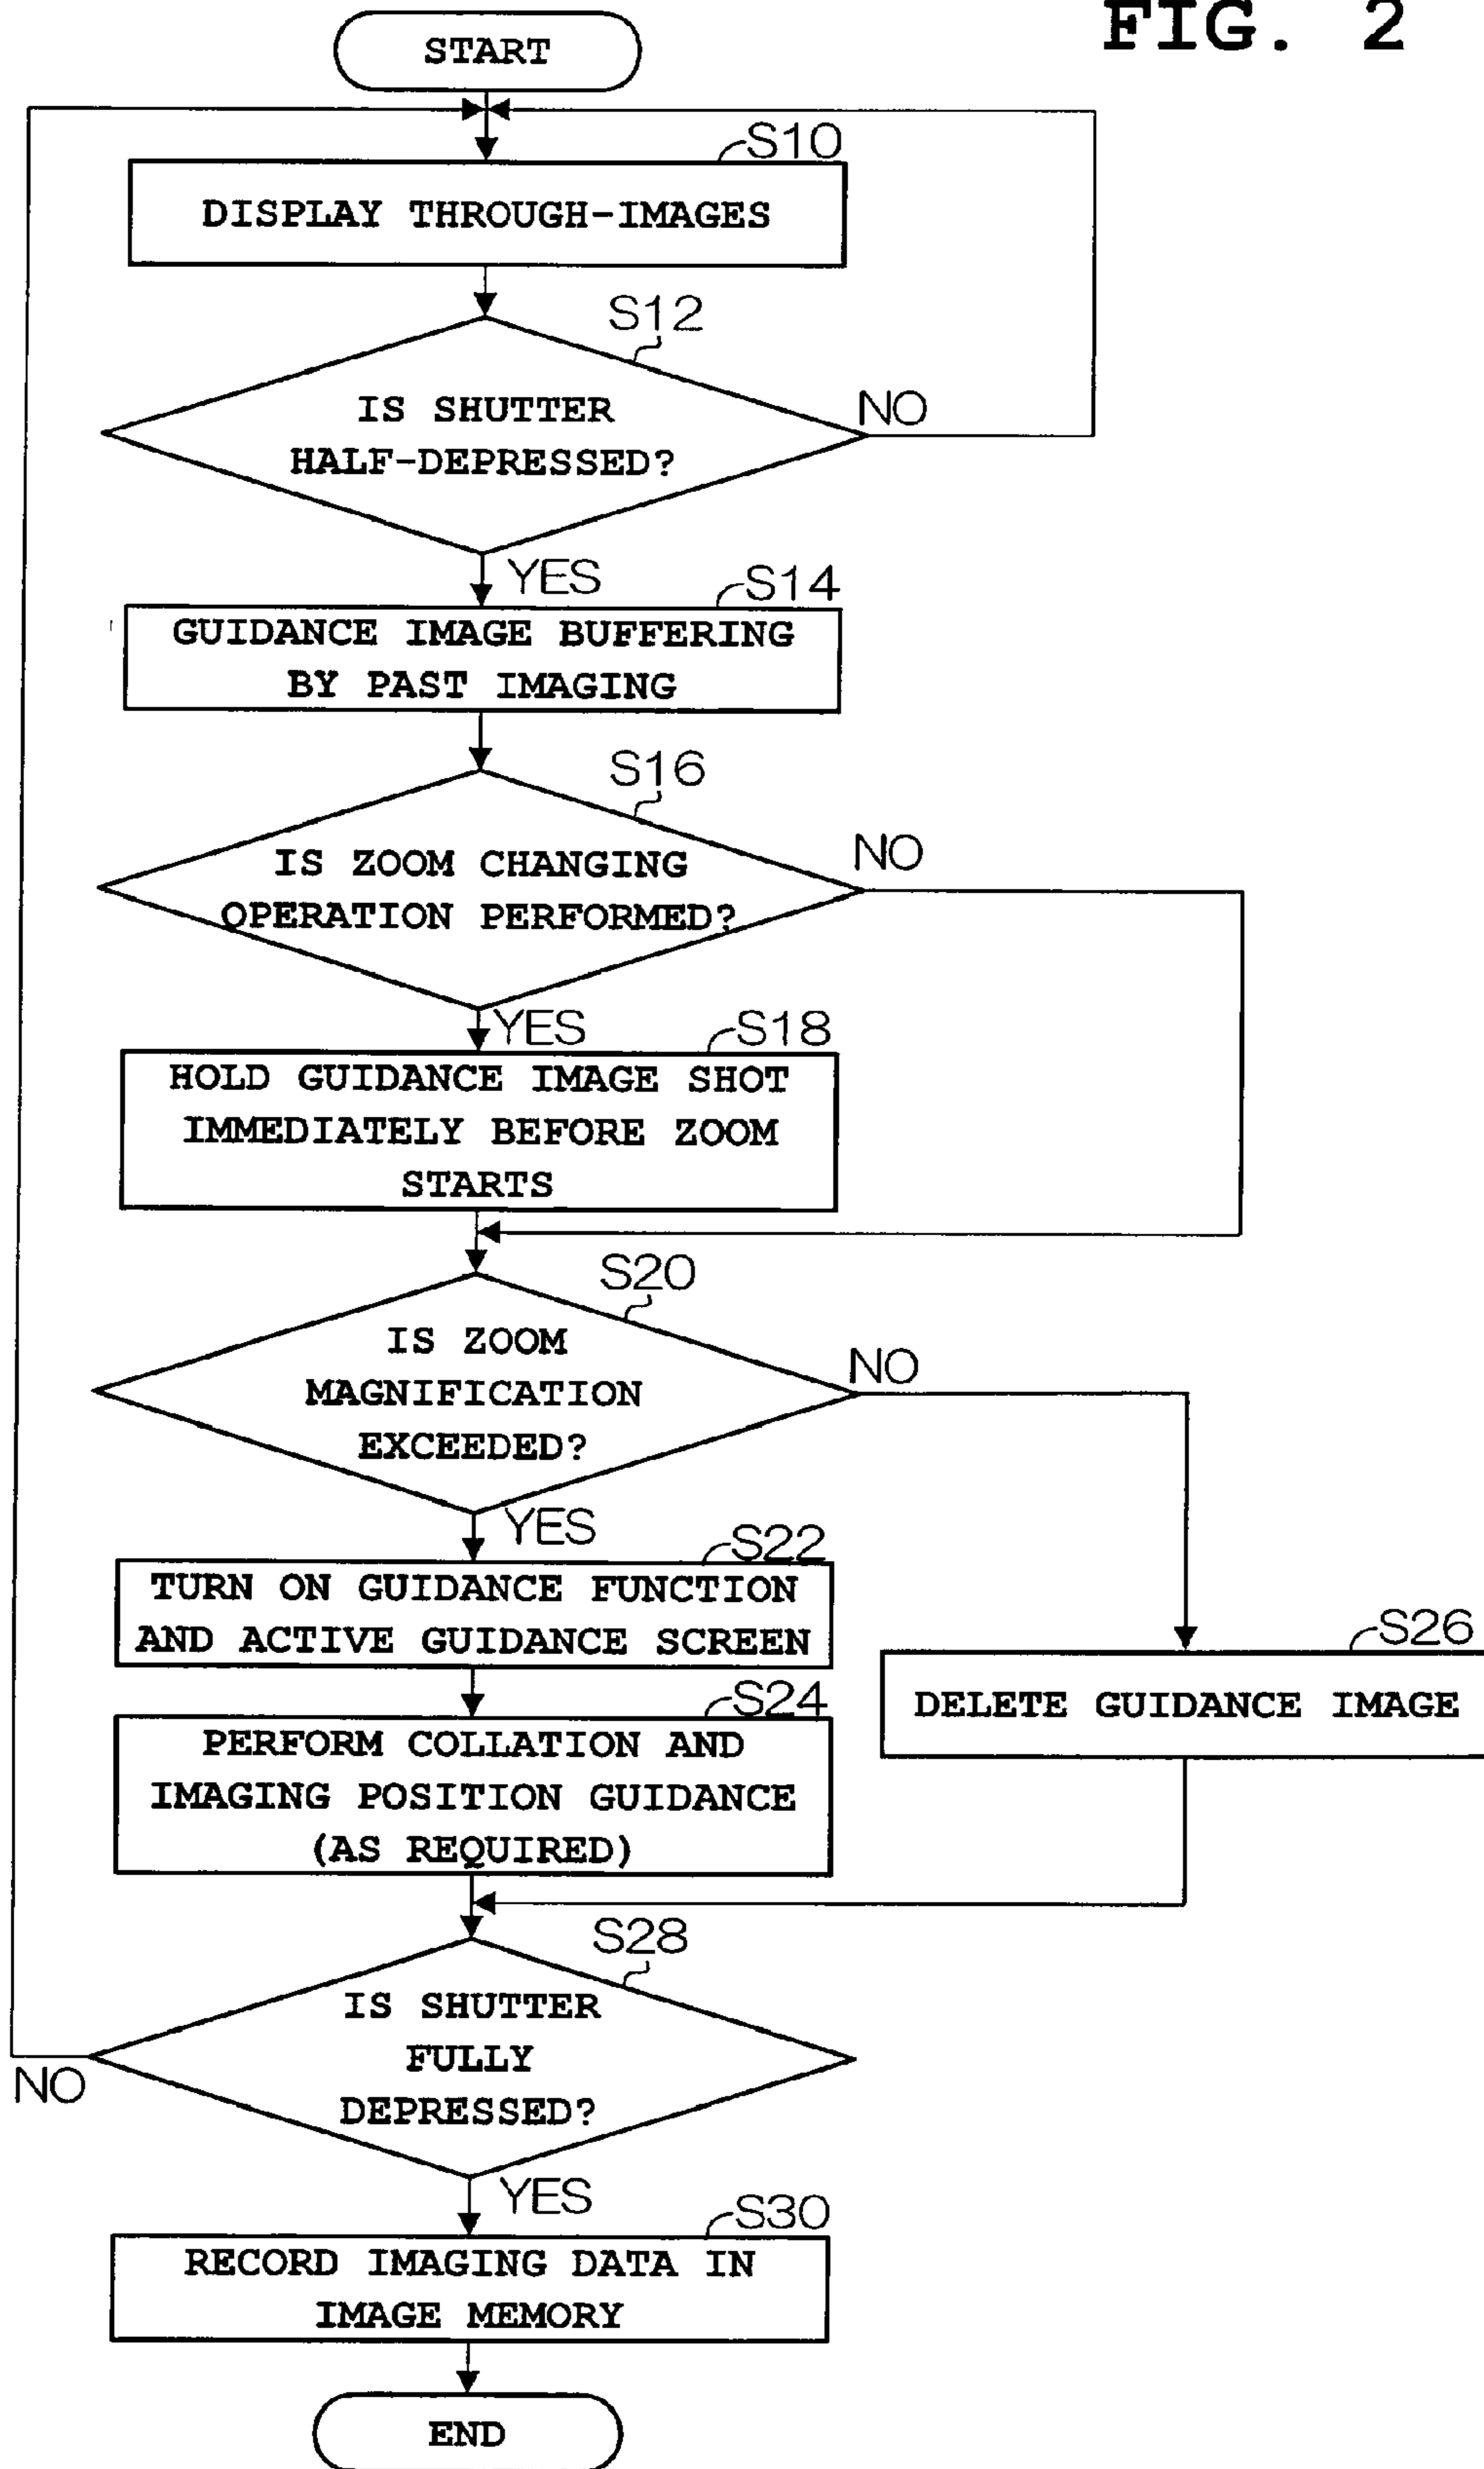 FIG. 2
START
S10
DISPLAY THROUGH-IMAGES
S12
IS SHUTTER
HALF-DEPRESSED?
NO
YES
S14
GUIDANCE IMAGE BUFFERING
BY PAST IMAGING
S16
IS ZOOM CHANGING
OPERATION PERFORMED?
NO
YES
S18
HOLD GUIDANCE IMAGE SHOT
IMMEDIATELY BEFORE ZOOM
STARTS
S20
IS ZOOM
MAGNIFICATION
EXCEEDED?
NO
YES
S22
TURN ON GUIDANCE FUNCTION
AND ACTIVE GUIDANCE SCREEN
S26
DELETE GUIDANCE IMAGE
S24
PERFORM COLLATION AND
IMAGING POSITION GUIDANCE
(AS REQUIRED)
S28
IS SHUTTER
FULLY
DEPRESSED?
NO
YES
S30
RECORD IMAGING DATA IN
IMAGE MEMORY
END